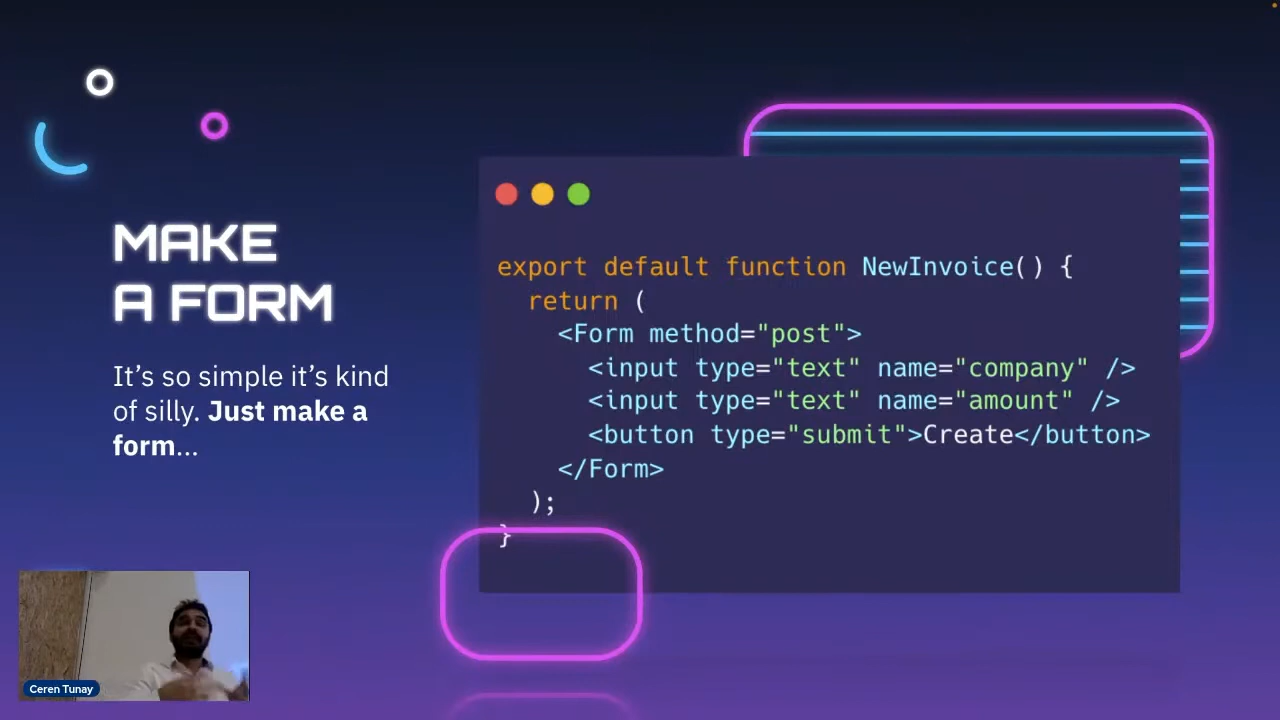 MAKE
A FORM
It’s so simple it’s kind
of silly. Just make a
form...
export default function NewInvoice() {
  return (
    <Form method="post">
      <input type="text" name="company" />
      <input type="text" name="amount" />
      <button type="submit">Create</button>
    </Form>
  );
}
Ceren Tunay